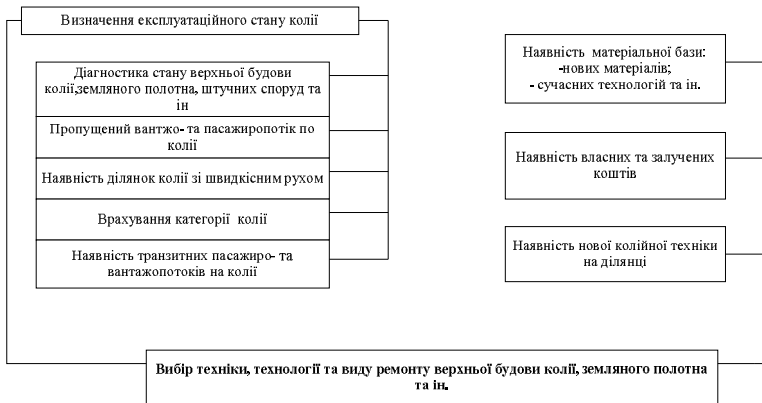 Визначення експлуатаційного стану колії
Діагностика стану верхньої будови
колії,земляного полотна, штучних споруд та
ін
Пропущений вантжо- та пасажиропотік по
колії
Наявність ділянок колії зі швидкісним рухом
Врахування категорії колії
Наявність транзитних пасажиро- та
вантажопотоків на колії
Наявність матеріальної бази:
-нових матеріалів;
- сучасних технологій та ін.
Наявність власних та залучених
коштів
Наявність нової колійної техніки
на ділянці
Вибір техніки, технології та виду ремонту верхньої будови колії, земляного полотна
та ін.